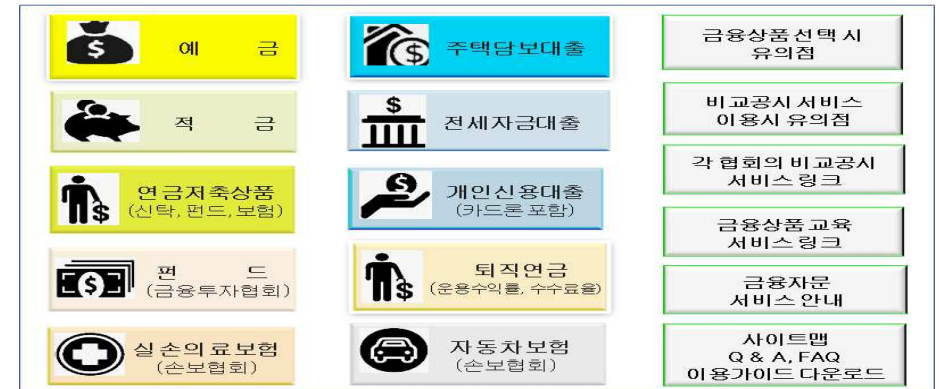 예 금
적 금
연금저축상품
(신탁, 펀드, 보험)
펀 드
(금융투자협회)
실손의료보험
(손보협회)
주택담보대출
전세자금대출
개인신용대출
(카드론 포함)
퇴직연금
(운용수익률, 수수료율)
자동차보험
(손보협회)
금융상품 선택 시
유의점
비교공시 서비스
이용시 유의점
각 협회의 비교공시
서비스 링크
금융상품 교육
서비스 링크
금융자문
서비스 안내
사이트맵
Q & A, FAQ
이용가이드 다운로드